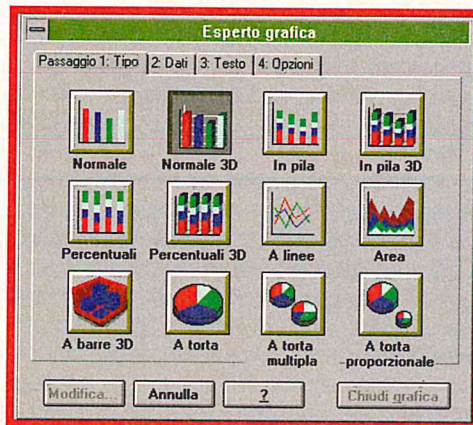 Esperto grafica
Passaggio 1: Tipo 2: Dati 3: Testo 4: Opzioni
Normale Normale 3D In pila In pila 3D
Percentuali Percentuali 3D A linee Area
A barre 3D A torta A torta multipla A torta proporzionale
Modifica... Annulla ? Chiudi grafica